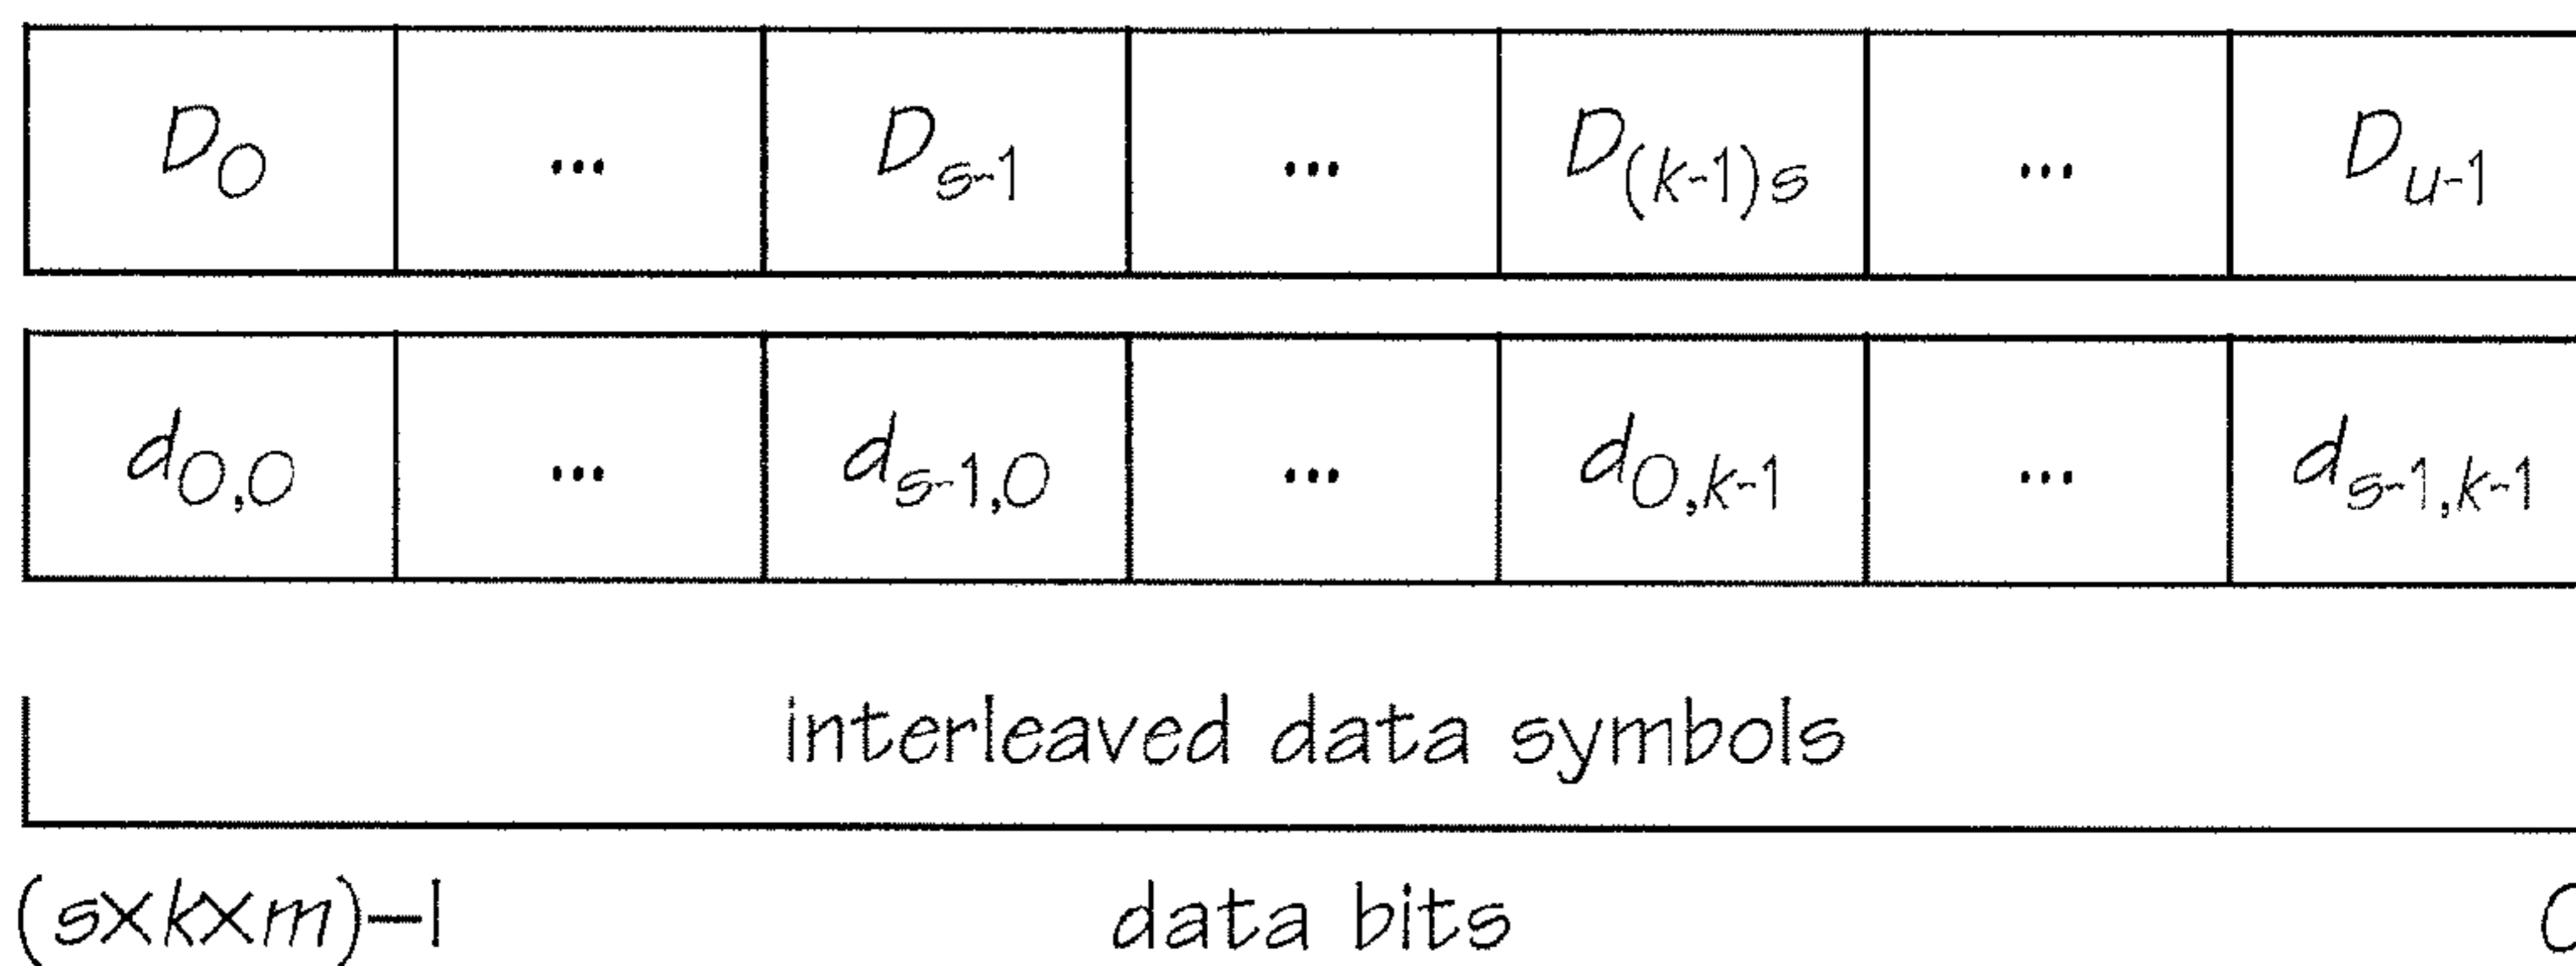 D0 ... Ds-1 ... D(k-1)s ... Du-1
d0,0 ... ds-1,0 ... d0,k-1 ... ds-1,k-1
interleaved data symbols
(s×k×m)–1 data bits 0